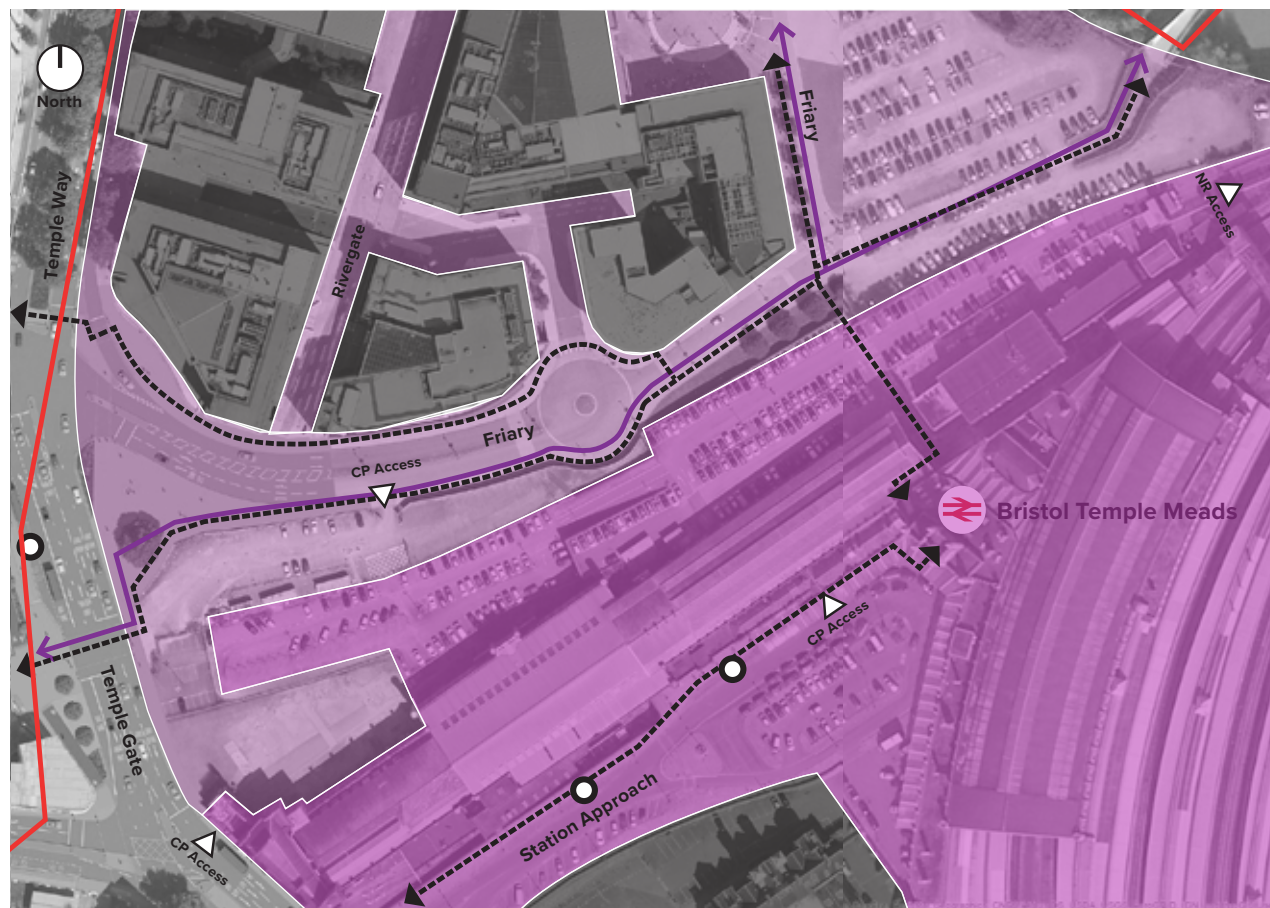 North
Temple Way
Rivergate
Friary
NR Access
Friary
CP Access
Bristol Temple Meads
CP Access
Temple Gate
Station Approach
CP Access